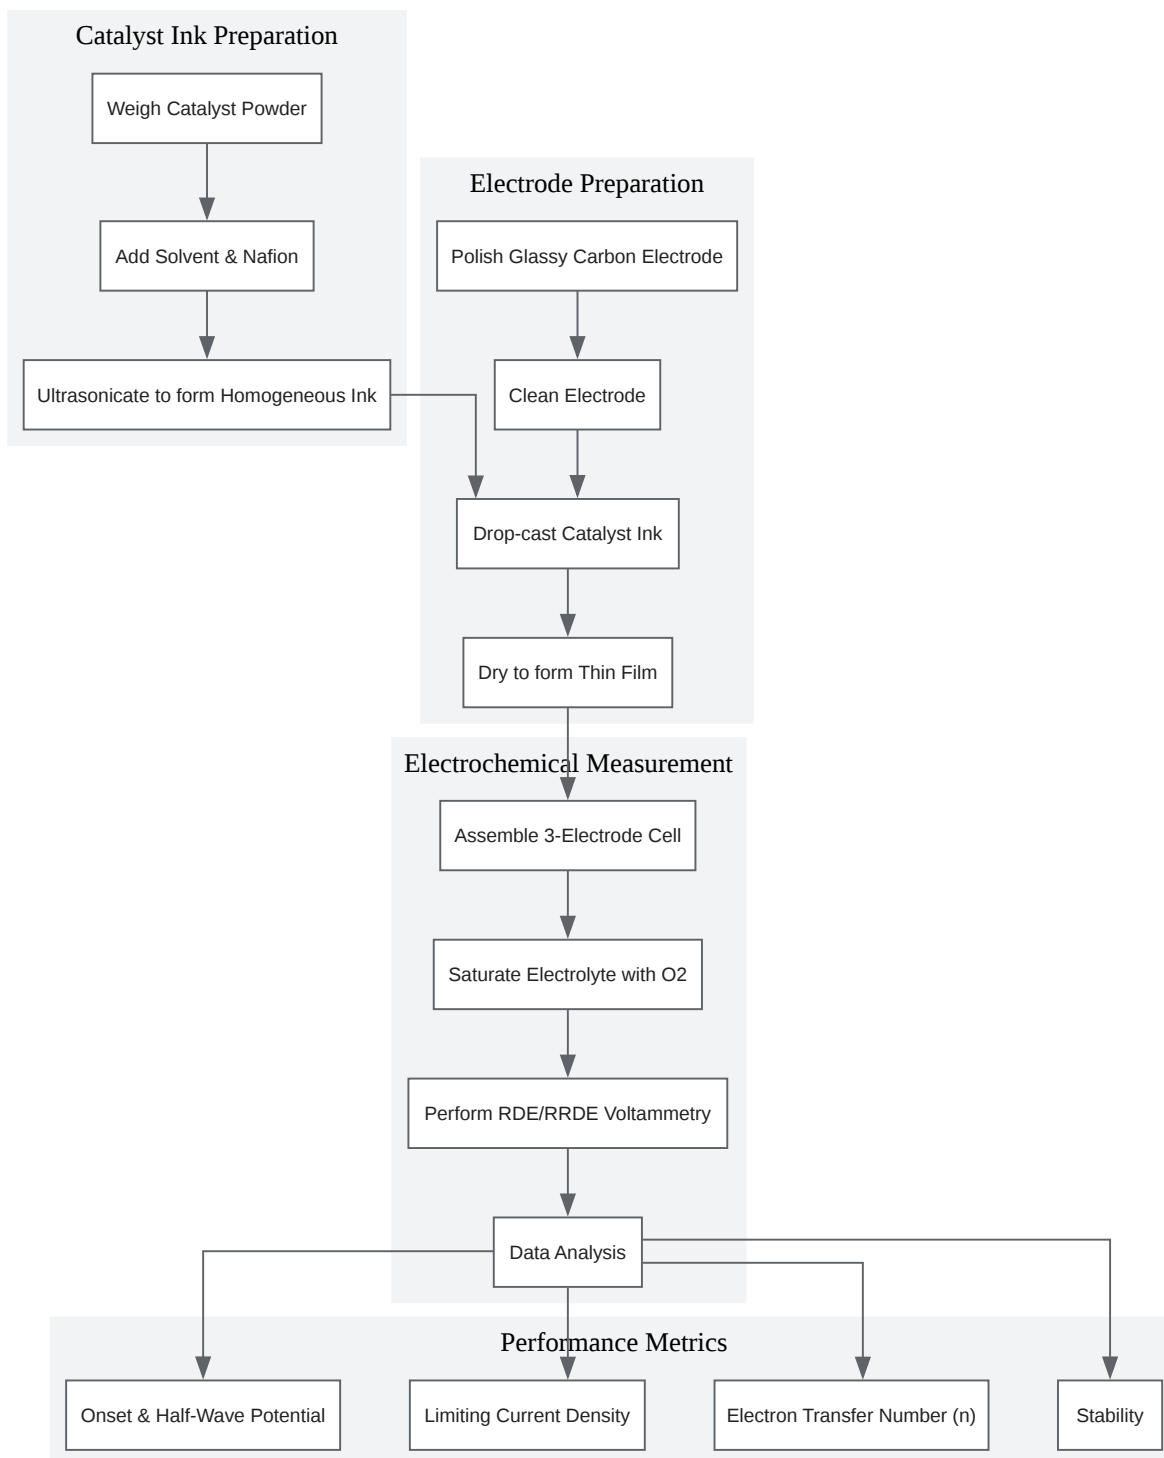 Catalyst Ink Preparation
Weigh Catalyst Powder
Add Solvent & Nafion
Ultrasonicate to form Homogeneous Ink
Electrode Preparation
Polish Glassy Carbon Electrode
Clean Electrode
Drop-cast Catalyst Ink
Dry to form Thin Film
Electrochemical Measurement
Assemble 3-Electrode Cell
Saturate Electrolyte with O2
Perform RDE/RRDE Voltammetry
Data Analysis
Performance Metrics
Onset & Half-Wave Potential
Limiting Current Density
Electron Transfer Number (n)
Stability